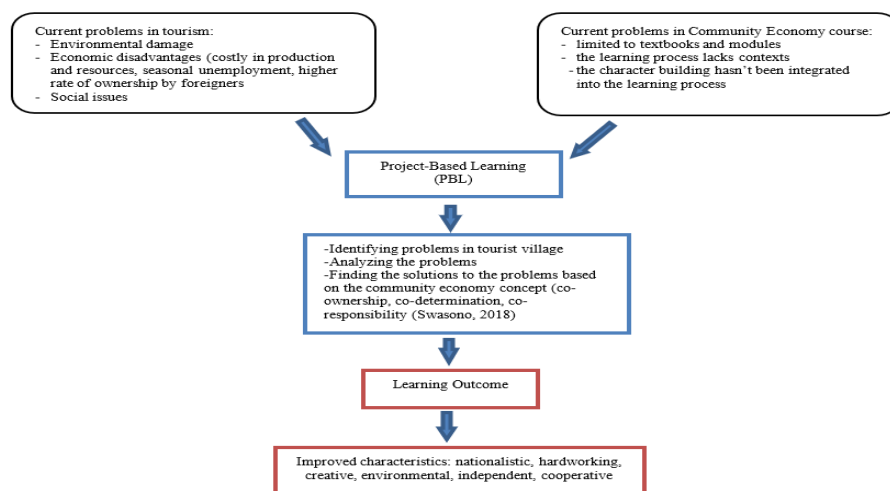 Current problems in tourism:
- Environmental damage
- Economic disadvantages (costly in production
and resources, seasonal unemployment, higher
rate of ownership by foreigners
- Social issues
Current problems in Community Economy course:
- limited to textbooks and modules
- the learning process lacks contexts
- the character building hasn't been integrated
into the learning process
Project-Based Learning
(PBL)
-Identifying problems in tourist village
-Analyzing the problems
-Finding the solutions to the problems based
on the community economy concept (co-
ownership, co-determination, co-
responsibility (Swasono, 2018)
Learning Outcome
Improved characteristics: nationalistic, hardworking,
creative, environmental, independent, cooperative